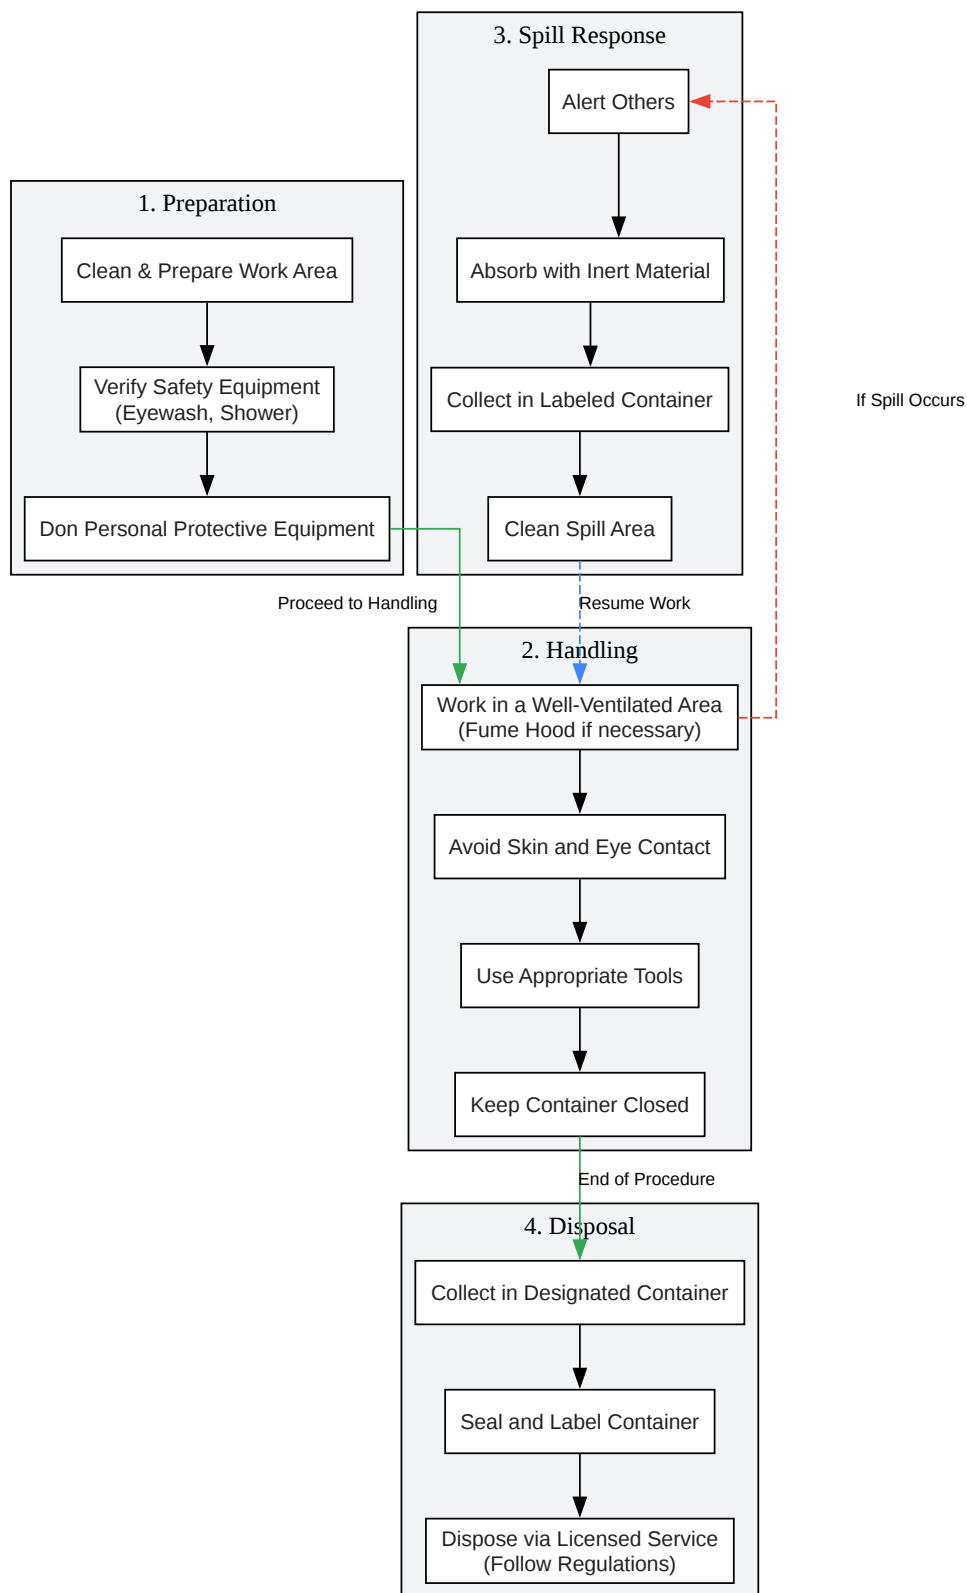 3. Spill Response
Alert Others
1. Preparation
Clean & Prepare Work Area
Absorb with Inert Material
Verify Safety Equipment
(Eyewash, Shower)
Collect in Labeled Container
If Spill Occurs
Don Personal Protective Equipment
Clean Spill Area
Proceed to Handling
Resume Work
2. Handling
Work in a Well-Ventilated Area
(Fume Hood if necessary)
Avoid Skin and Eye Contact
Use Appropriate Tools
Keep Container Closed
End of Procedure
4. Disposal
Collect in Designated Container
Seal and Label Container
Dispose via Licensed Service
(Follow Regulations)